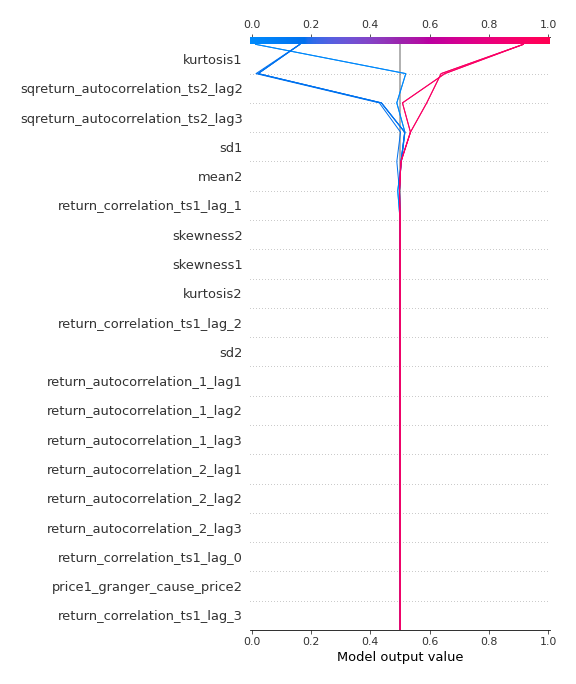 0.0 0.2 0.4 0.6 0.8 1.0
kurtosis1
sqreturn_autocorrelation_ts2_lag2
sqreturn_autocorrelation_ts2_lag3
sd1
mean2
return_correlation_ts1_lag_1
skewness2
skewness1
kurtosis2
return_correlation_ts1_lag_2
sd2
return_autocorrelation_1_lag1
return_autocorrelation_1_lag2
return_autocorrelation_1_lag3
return_autocorrelation_2_lag1
return_autocorrelation_2_lag2
return_autocorrelation_2_lag3
return_correlation_ts1_lag_0
price1_granger_cause_price2
return_correlation_ts1_lag_3
0.0 0.2 0.4 0.6 0.8 1.0
Model output value